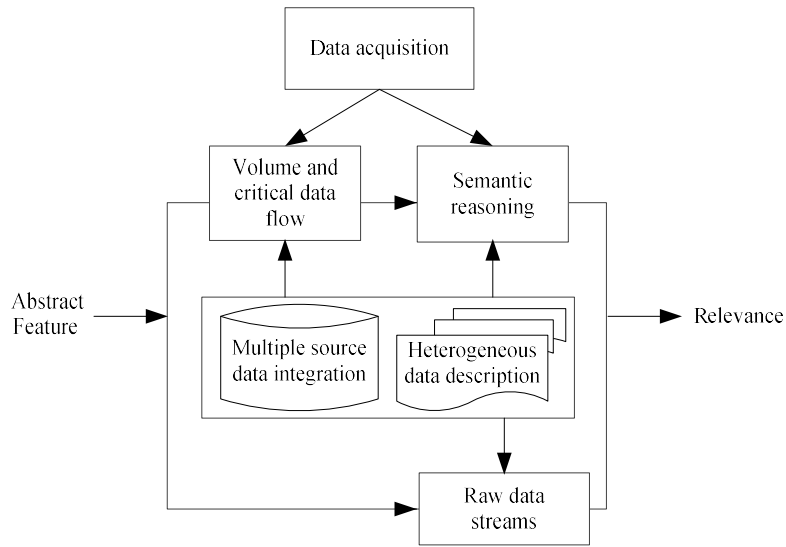 Data acquisition
Volume and
critical data
flow
Semantic
reasoning
Abstract
Feature
Multiple source
data integration
Heterogeneous
data description
Relevance
Raw data
streams